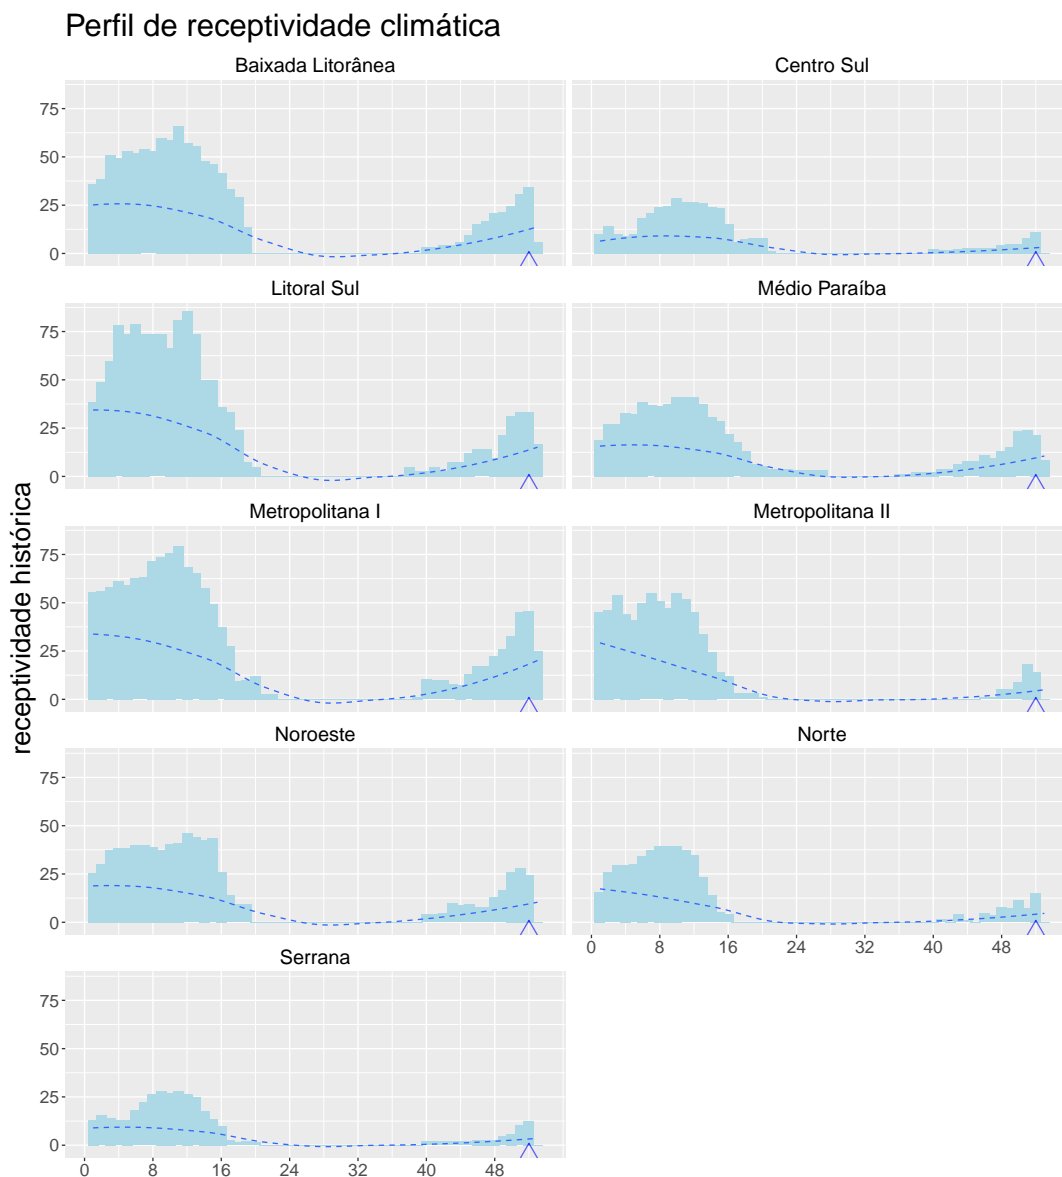 Perfil de receptividade climática
Baixada Litorânea
Centro Sul
75
50
25
0
Litoral Sul
Médio Paraíba
75
50
25
0
receptividade histórica
Metropolitana I
Metropolitana II
75
50
25
0
Noroeste
Norte
75
50
25
0
0 8 16 24 32 40 48
Serrana
75
50
25
0
0 8 16 24 32 40 48